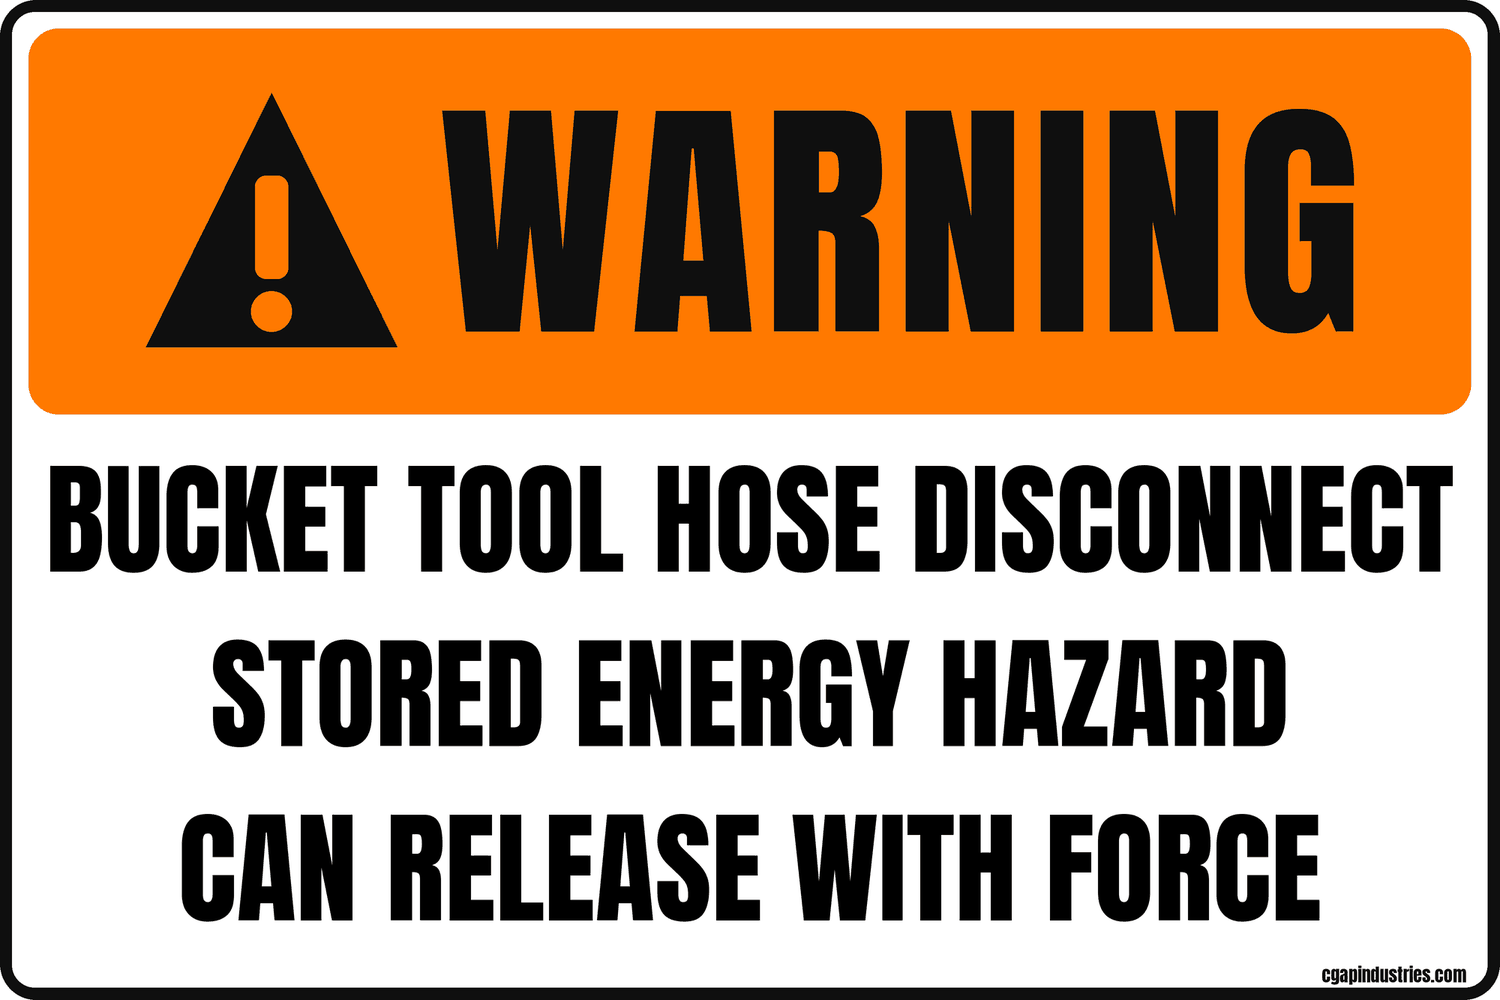 WARNING
BUCKET TOOL HOSE DISCONNECT
STORED ENERGY HAZARD
CAN RELEASE WITH FORCE
cgapindustries.com